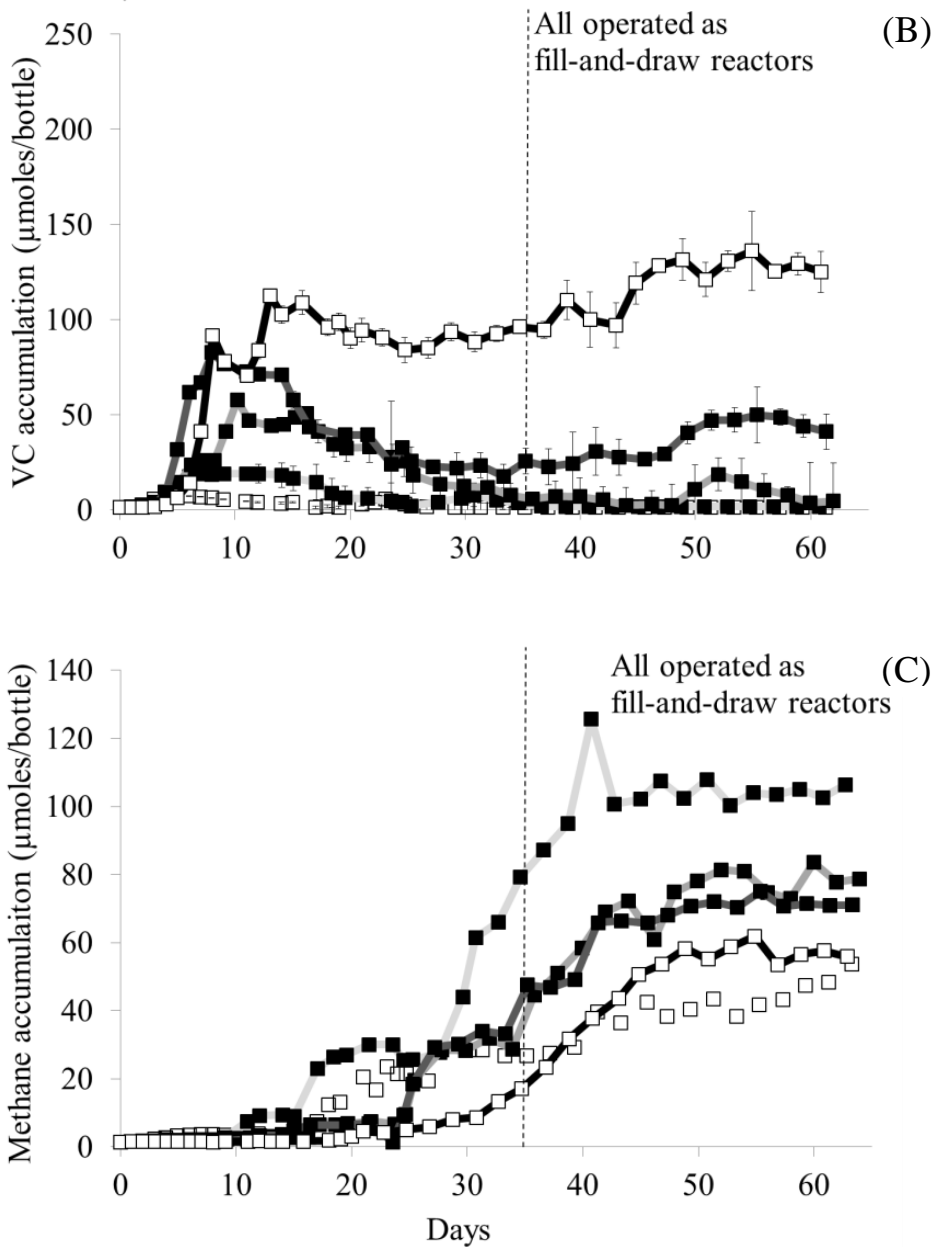 All operated as
fill-and-draw reactors
(B)
VC accumulation (µmoles/bottle)
250
200
150
100
50
0
0 10 20 30 40 50 60
All operated as
fill-and-draw reactors
(C)
Methane accumulaiton (µmoles/bottle)
140
120
100
80
60
40
20
0
0 10 20 30 40 50 60
Days